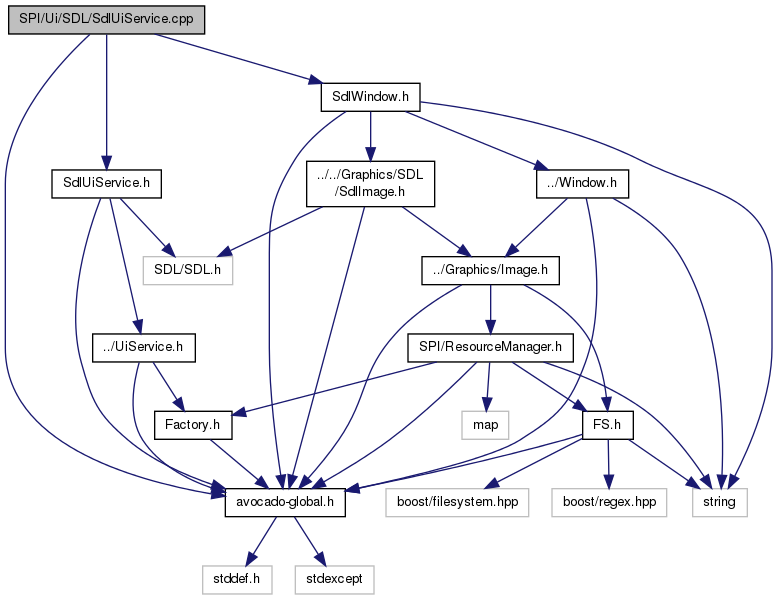 SPI/Ui/SDL/SdlUiService.cpp
SdlWindow.h
SdlUiService.h
../../Graphics/SDL
/SdlImage.h
../Window.h
SDL/SDL.h
../Graphics/Image.h
../UiService.h
SPI/ResourceManager.h
Factory.h
map
FS.h
avocado-global.h
boost/filesystem.hpp
boost/regex.hpp
string
stddef.h
stdexcept